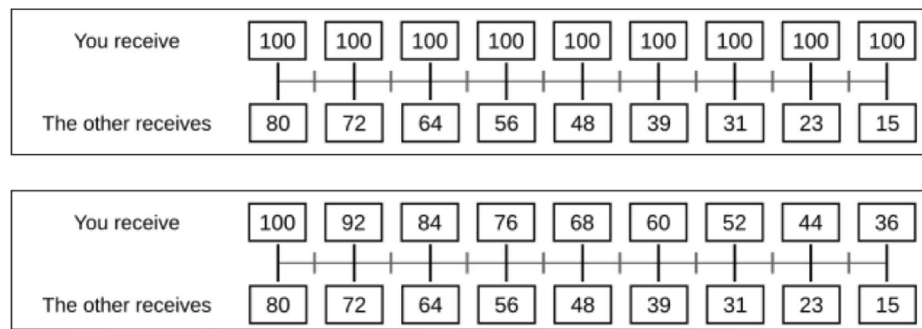 You receive 100 100 100 100 100 100 100 100 100
The other receives 80 72 64 56 48 39 31 23 15
You receive 100 92 84 76 68 60 52 44 36
The other receives 80 72 64 56 48 39 31 23 15